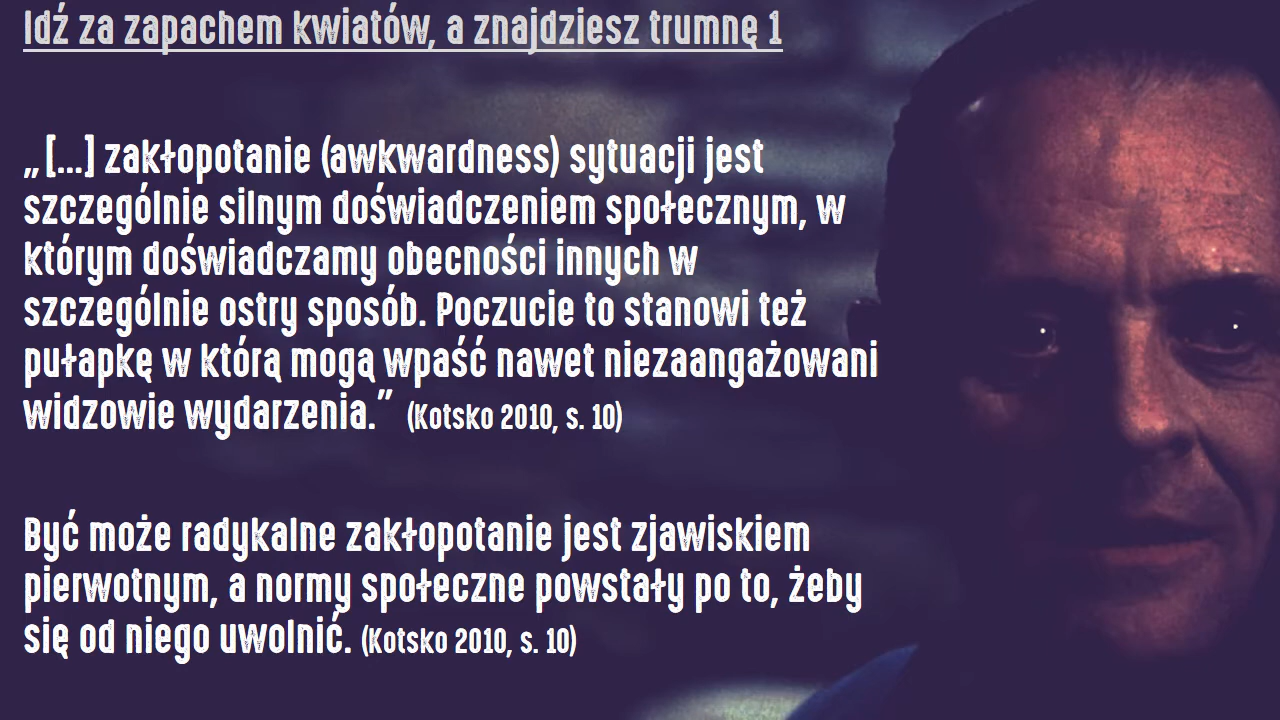 Idź za zapachem kwiatów, a znajdziesz trumnę 1
„[...] zakłopotanie (awkwardness) sytuacji jest
szczególnie silnym doświadczeniem społecznym, w
którym doświadczamy obecności innych w
szczególnie ostry sposób. Poczucie to stanowi też
pułapkę w którą mogą wpaść nawet niezaangażowani
widzowie wydarzenia.” (Kotsko 2010, s. 10)
Być może radykalne zakłopotanie jest zjawiskiem
pierwotnym, a normy społeczne powstały po to, żeby
się od niego uwolnić. (Kotsko 2010, s. 10)